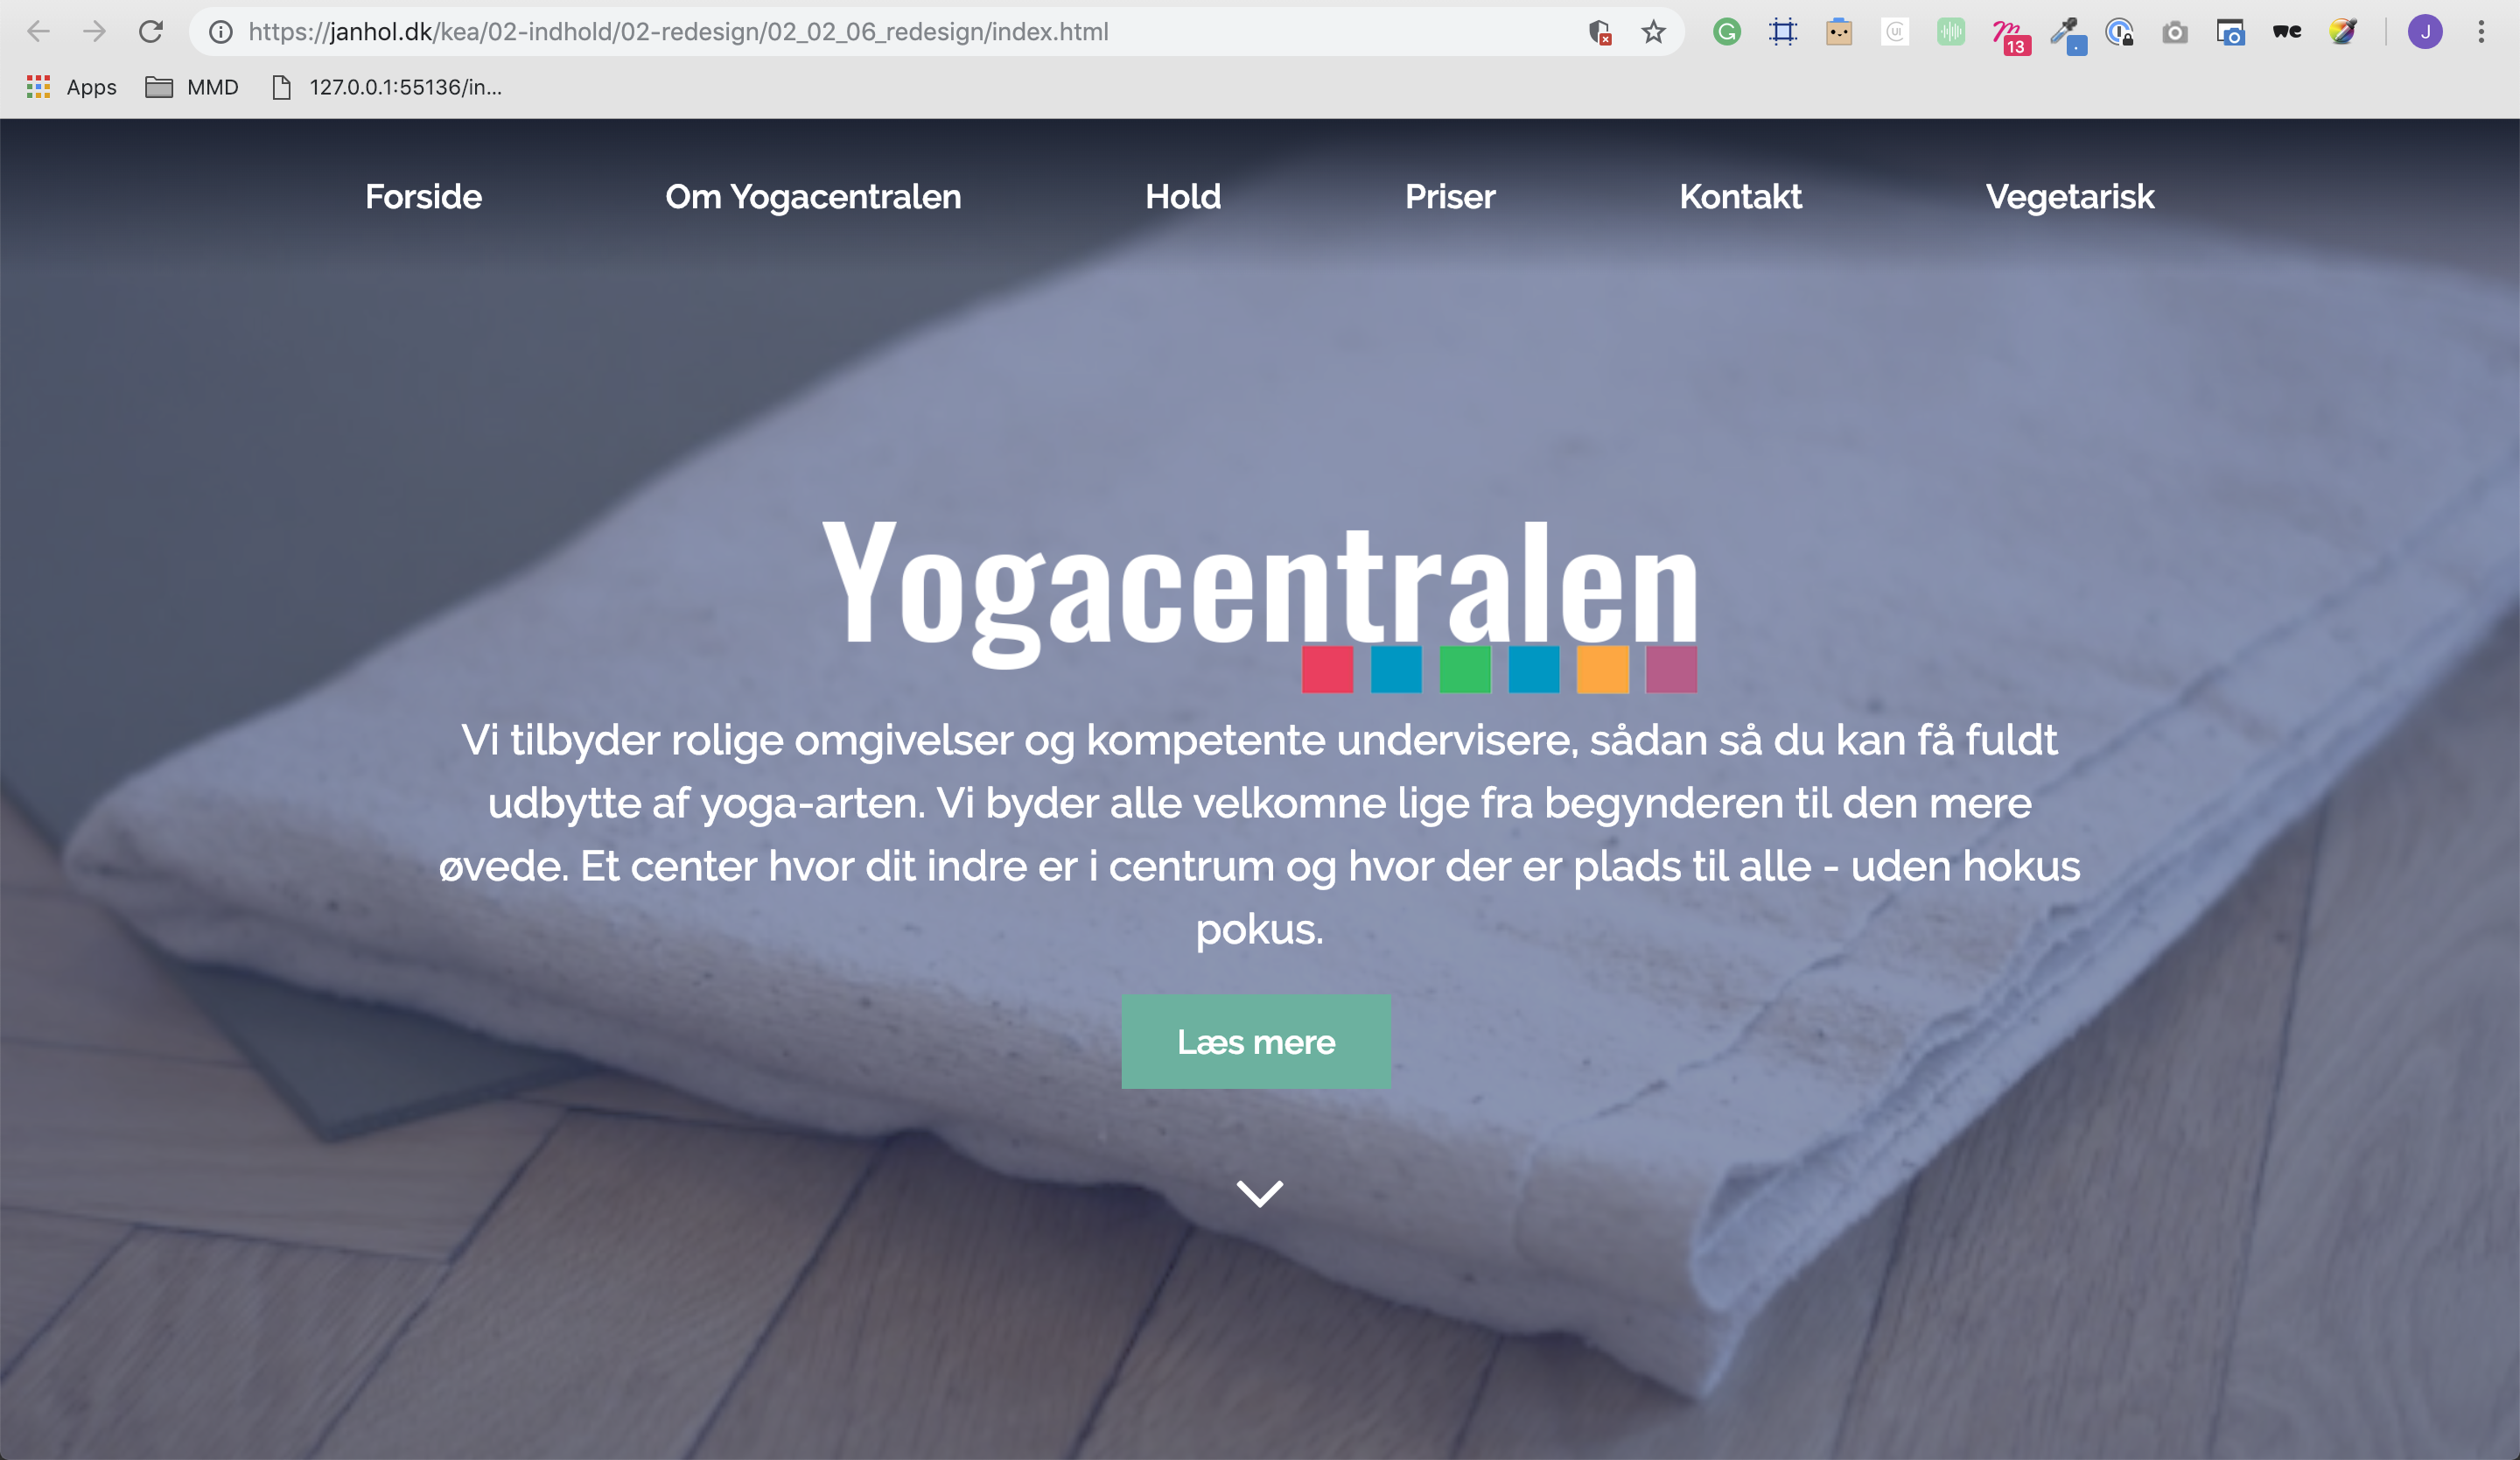 https://janhol.dk/kea/02-indhold/02-redesign/02_02_06_redesign/index.html
13
J
Apps
MMD
127.0.0.1:55136/in...
Forside
Om Yogacentralen
Hold
Priser
Kontakt
Vegetarisk
Yogacentralen
Vi tilbyder rolige omgivelser og kompetente undervisere, sådan så du kan få fuldt
udbytte af yoga-arten. Vi byder alle velkomne lige fra begynderen til den mere
øvede. Et center hvor dit indre er i centrum og hvor der er plads til alle - uden hokus
pokus.
Læs mere